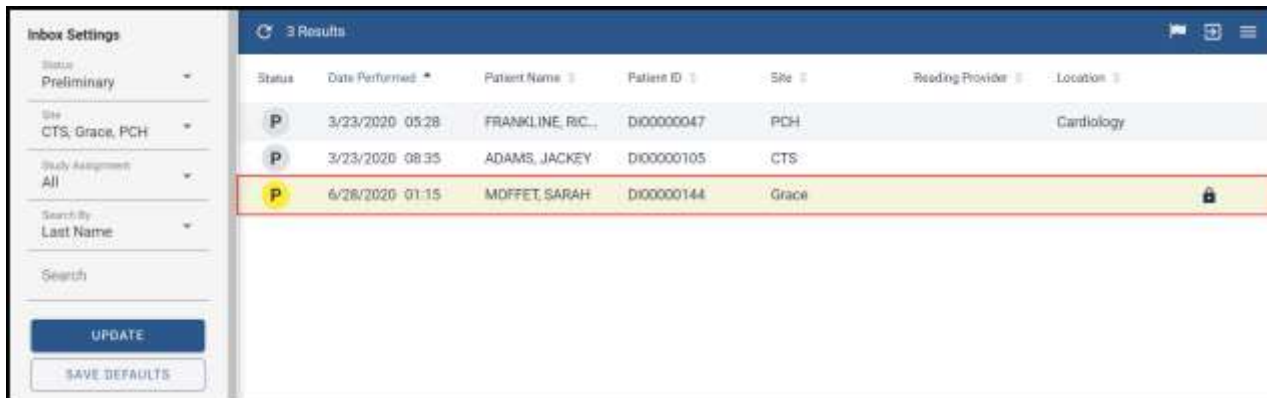 Inbox Settings
Status
Preliminary
Site
CTS, Grace, PCH
Study Assignment
All
Search By
Last Name
Search
UPDATE
SAVE DEFAULTS
3 Results
Status Date Performed Patient Name Patient ID Site Reading Provider Location
P 3/23/2020 05:28 FRANKLINE, RIC... DI00000047 PCH Cardiology
P 3/23/2020 08:35 ADAMS, JACKEY DI00000105 CTS
P 6/28/2020 01:15 MOFFET, SARAH DI00000144 Grace